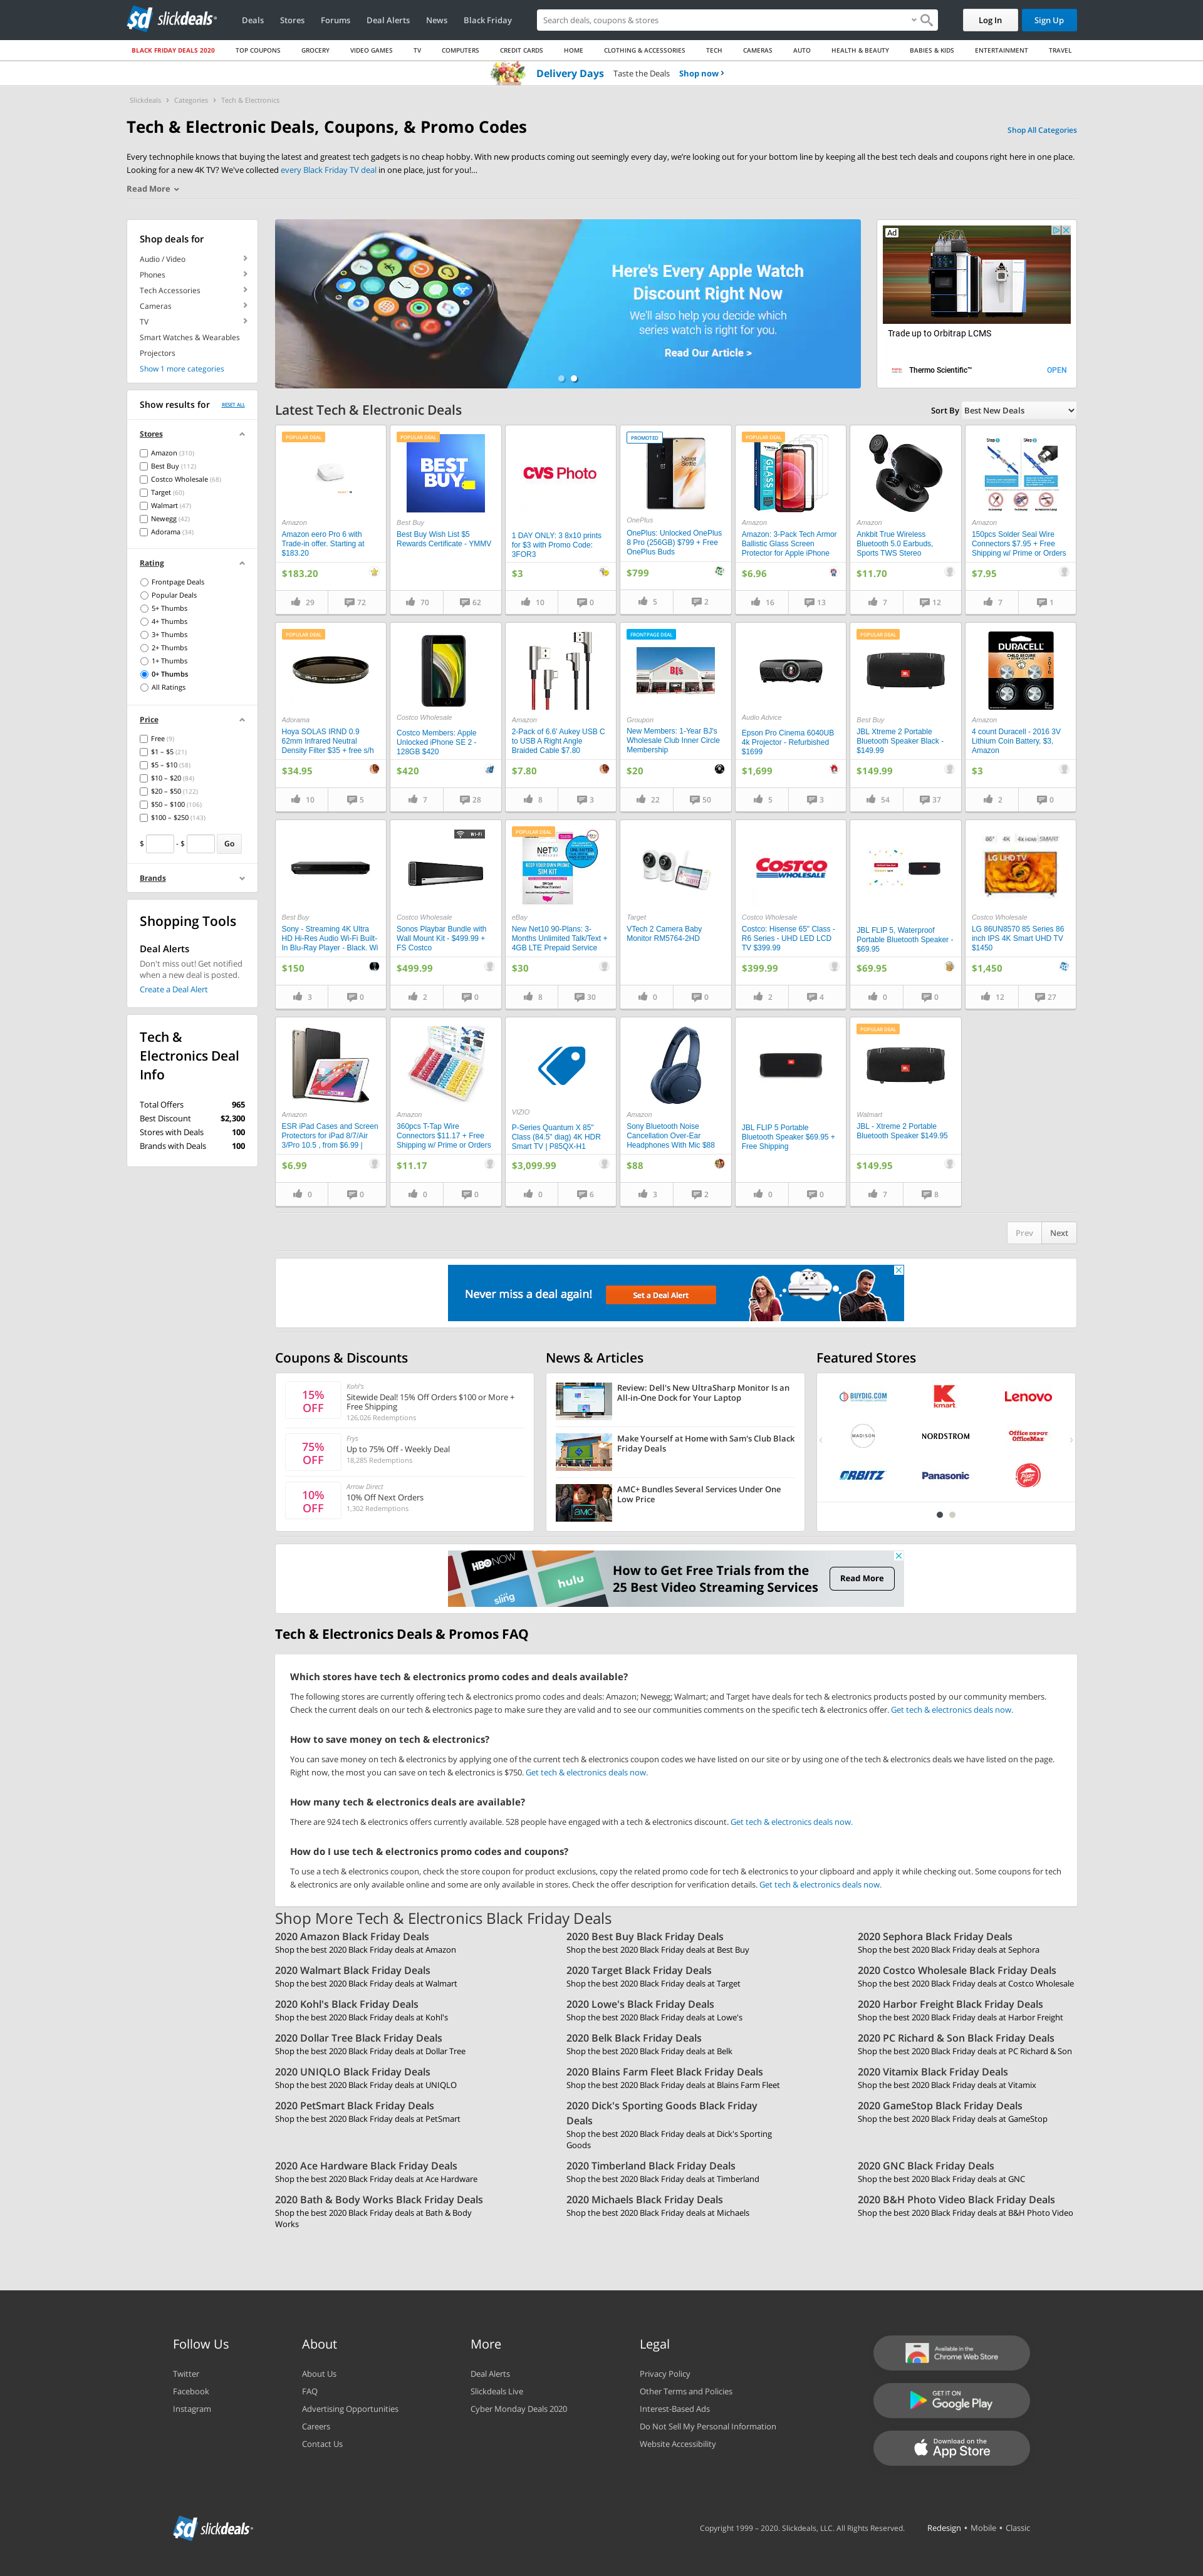 slickdeals
Deals
Stores
Forums
Deal Alerts
News
Black Friday
Search deals, coupons & stores
Log In
Sign Up
BLACK FRIDAY DEALS 2020
TOP COUPONS
GROCERY
VIDEO GAMES
TV
COMPUTERS
CREDIT CARDS
HOME
CLOTHING & ACCESSORIES
TECH
CAMERAS
AUTO
HEALTH & BEAUTY
BABIES & KIDS
ENTERTAINMENT
TRAVEL
Delivery Days Taste the Deals Shop now ›
Slickdeals › Categories › Tech & Electronics
Tech & Electronic Deals, Coupons, & Promo Codes
Shop All Categories
Every technophile knows that buying the latest and greatest tech gadgets is no cheap hobby. With new products coming out seemingly every day, we're looking out for your bottom line by keeping all the best tech deals and coupons right here in one place.
Looking for a new 4K TV? We've collected every Black Friday TV deal in one place, just for you!...
Read More
Shop deals for
Audio / Video
Phones
Tech Accessories
Cameras
TV
Smart Watches & Wearables
Projectors
Show 1 more categories
Here's Every Apple Watch
Discount Right Now
We'll also help you decide which
series watch is right for you.
Read Our Article >
Ad
Trade up to Orbitrap LCMS
Thermo Scientific™
OPEN
Show results for
RESET ALL
Stores
Amazon (310)
Best Buy (112)
Costco Wholesale (68)
Target (60)
Walmart (47)
Newegg (42)
Adorama (34)
Rating
Frontpage Deals
Popular Deals
5+ Thumbs
4+ Thumbs
3+ Thumbs
2+ Thumbs
1+ Thumbs
0+ Thumbs
All Ratings
Price
Free (9)
$1 – $5 (21)
$5 – $10 (58)
$10 – $20 (84)
$20 – $50 (122)
$50 – $100 (106)
$100 – $250 (143)
$ - $ Go
Brands
Shopping Tools
Deal Alerts
Don't miss out! Get notified
when a new deal is posted.
Create a Deal Alert
Tech &
Electronics Deal
Info
Total Offers 965
Best Discount $2,300
Stores with Deals 100
Brands with Deals 100
Latest Tech & Electronic Deals
Sort By Best New Deals
POPULAR DEAL
Amazon
Amazon eero Pro 6 with
Trade-in offer. Starting at
$183.20
$183.20
29 72
POPULAR DEAL
BEST BUY
Best Buy
Best Buy Wish List $5
Rewards Certificate - YMMV
70 62
CVS Photo
1 DAY ONLY: 3 8x10 prints
for $3 with Promo Code:
3FOR3
$3
10 0
PROMOTED
Never Settle
OnePlus
OnePlus: Unlocked OnePlus
8 Pro (256GB) $799 + Free
OnePlus Buds
$799
5 2
POPULAR DEAL
GLASS
Amazon
Amazon: 3-Pack Tech Armor
Ballistic Glass Screen
Protector for Apple iPhone
$6.96
16 13
Amazon
Ankbit True Wireless
Bluetooth 5.0 Earbuds,
Sports TWS Stereo
$11.70
7 12
Amazon
150pcs Solder Seal Wire
Connectors $7.95 + Free
Shipping w/ Prime or Orders
$7.95
7 1
POPULAR DEAL
Adorama
Hoya SOLAS IRND 0.9
62mm Infrared Neutral
Density Filter $35 + free s/h
$34.95
10 5
Costco Wholesale
Costco Members: Apple
Unlocked iPhone SE 2 -
128GB $420
$420
7 28
Amazon
2-Pack of 6.6' Aukey USB C
to USB A Right Angle
Braided Cable $7.80
$7.80
8 3
FRONTPAGE DEAL
BJ's
Groupon
New Members: 1-Year BJ's
Wholesale Club Inner Circle
Membership
$20
22 50
Audio Advice
Epson Pro Cinema 6040UB
4k Projector - Refurbished
$1699
$1,699
5 3
POPULAR DEAL
Best Buy
JBL Xtreme 2 Portable
Bluetooth Speaker Black -
$149.99
$149.99
54 37
DURACELL
CHILD SECURE
2016
Amazon
4 count Duracell - 2016 3V
Lithium Coin Battery, $3,
Amazon
$3
2 0
Best Buy
Sony - Streaming 4K Ultra
HD Hi-Res Audio Wi-Fi Built-
In Blu-Ray Player - Black. Wi
$150
3 0
Wi-Fi
Costco Wholesale
Sonos Playbar Bundle with
Wall Mount Kit - $499.99 +
FS Costco
$499.99
2 0
POPULAR DEAL
NET10
SIM KIT
eBay
New Net10 90-Plans: 3-
Months Unlimited Talk/Text +
4GB LTE Prepaid Service
$30
8 30
Target
VTech 2 Camera Baby
Monitor RM5764-2HD
0 0
COSTCO
WHOLESALE
Costco Wholesale
Costco: Hisense 65" Class -
R6 Series - UHD LED LCD
TV $399.99
$399.99
2 4
JBL FLIP 5, Waterproof
Portable Bluetooth Speaker -
$69.95
$69.95
0 0
86" 4K 4K HDR SMART
LG UHD TV
Costco Wholesale
LG 86UN8570 85 Series 86
inch IPS 4K Smart UHD TV
$1450
$1,450
12 27
Amazon
ESR iPad Cases and Screen
Protectors for iPad 8/7/Air
3/Pro 10.5 , from $6.99 |
$6.99
0 0
Amazon
360pcs T-Tap Wire
Connectors $11.17 + Free
Shipping w/ Prime or Orders
$11.17
0 0
VIZIO
P-Series Quantum X 85"
Class (84.5" diag) 4K HDR
Smart TV | P85QX-H1
$3,099.99
0 6
Amazon
Sony Bluetooth Noise
Cancellation Over-Ear
Headphones With Mic $88
$88
3 2
JBL FLIP 5 Portable
Bluetooth Speaker $69.95 +
Free Shipping
0 0
POPULAR DEAL
Walmart
JBL - Xtreme 2 Portable
Bluetooth Speaker $149.95
$149.95
7 8
Prev Next
Never miss a deal again!
Set a Deal Alert
Coupons & Discounts
15%
OFF
Kohl's
Sitewide Deal! 15% Off Orders $100 or More +
Free Shipping
126,026 Redemptions
75%
OFF
Frys
Up to 75% Off - Weekly Deal
18,285 Redemptions
10%
OFF
Arrow Direct
10% Off Next Orders
1,302 Redemptions
News & Articles
Review: Dell's New UltraSharp Monitor Is an
All-in-One Dock for Your Laptop
Make Yourself at Home with Sam's Club Black
Friday Deals
aMC
AMC+ Bundles Several Services Under One
Low Price
Featured Stores
BUYDIG.COM
kmart
Lenovo
MADISON
NORDSTROM
Office DEPOT
OfficeMax
ORBITZ
Panasonic
Pizza Hut
HBO NOW
sling
hulu
How to Get Free Trials from the
25 Best Video Streaming Services
Read More
Tech & Electronics Deals & Promos FAQ
Which stores have tech & electronics promo codes and deals available?
The following stores are currently offering tech & electronics promo codes and deals: Amazon; Newegg; Walmart; and Target have deals for tech & electronics products posted by our community members.
Check the current deals on our tech & electronics page to make sure they are valid and to see our communities comments on the specific tech & electronics offer. Get tech & electronics deals now.
How to save money on tech & electronics?
You can save money on tech & electronics by applying one of the current tech & electronics coupon codes we have listed on our site or by using one of the tech & electronics deals we have listed on the page.
Right now, the most you can save on tech & electronics is $750. Get tech & electronics deals now.
How many tech & electronics deals are available?
There are 924 tech & electronics offers currently available. 528 people have engaged with a tech & electronics discount. Get tech & electronics deals now.
How do I use tech & electronics promo codes and coupons?
To use a tech & electronics coupon, check the store coupon for product exclusions, copy the related promo code for tech & electronics to your clipboard and apply it while checking out. Some coupons for tech
& electronics are only available online and some are only available in stores. Check the offer description for verification details. Get tech & electronics deals now.
Shop More Tech & Electronics Black Friday Deals
2020 Amazon Black Friday Deals
Shop the best 2020 Black Friday deals at Amazon
2020 Best Buy Black Friday Deals
Shop the best 2020 Black Friday deals at Best Buy
2020 Sephora Black Friday Deals
Shop the best 2020 Black Friday deals at Sephora
2020 Walmart Black Friday Deals
Shop the best 2020 Black Friday deals at Walmart
2020 Target Black Friday Deals
Shop the best 2020 Black Friday deals at Target
2020 Costco Wholesale Black Friday Deals
Shop the best 2020 Black Friday deals at Costco Wholesale
2020 Kohl's Black Friday Deals
Shop the best 2020 Black Friday deals at Kohl's
2020 Lowe's Black Friday Deals
Shop the best 2020 Black Friday deals at Lowe's
2020 Harbor Freight Black Friday Deals
Shop the best 2020 Black Friday deals at Harbor Freight
2020 Dollar Tree Black Friday Deals
Shop the best 2020 Black Friday deals at Dollar Tree
2020 Belk Black Friday Deals
Shop the best 2020 Black Friday deals at Belk
2020 PC Richard & Son Black Friday Deals
Shop the best 2020 Black Friday deals at PC Richard & Son
2020 UNIQLO Black Friday Deals
Shop the best 2020 Black Friday deals at UNIQLO
2020 Blains Farm Fleet Black Friday Deals
Shop the best 2020 Black Friday deals at Blains Farm Fleet
2020 Vitamix Black Friday Deals
Shop the best 2020 Black Friday deals at Vitamix
2020 PetSmart Black Friday Deals
Shop the best 2020 Black Friday deals at PetSmart
2020 Dick's Sporting Goods Black Friday
Deals
Shop the best 2020 Black Friday deals at Dick's Sporting
Goods
2020 GameStop Black Friday Deals
Shop the best 2020 Black Friday deals at GameStop
2020 Ace Hardware Black Friday Deals
Shop the best 2020 Black Friday deals at Ace Hardware
2020 Timberland Black Friday Deals
Shop the best 2020 Black Friday deals at Timberland
2020 GNC Black Friday Deals
Shop the best 2020 Black Friday deals at GNC
2020 Bath & Body Works Black Friday Deals
Shop the best 2020 Black Friday deals at Bath & Body
Works
2020 Michaels Black Friday Deals
Shop the best 2020 Black Friday deals at Michaels
2020 B&H Photo Video Black Friday Deals
Shop the best 2020 Black Friday deals at B&H Photo Video
Follow Us
Twitter
Facebook
Instagram
About
About Us
FAQ
Advertising Opportunities
Careers
Contact Us
More
Deal Alerts
Slickdeals Live
Cyber Monday Deals 2020
Legal
Privacy Policy
Other Terms and Policies
Interest-Based Ads
Do Not Sell My Personal Information
Website Accessibility
Available in the
Chrome Web Store
GET IT ON
Google Play
Download on the
App Store
slickdeals
Copyright 1999 – 2020. Slickdeals, LLC. All Rights Reserved.
Redesign • Mobile • Classic